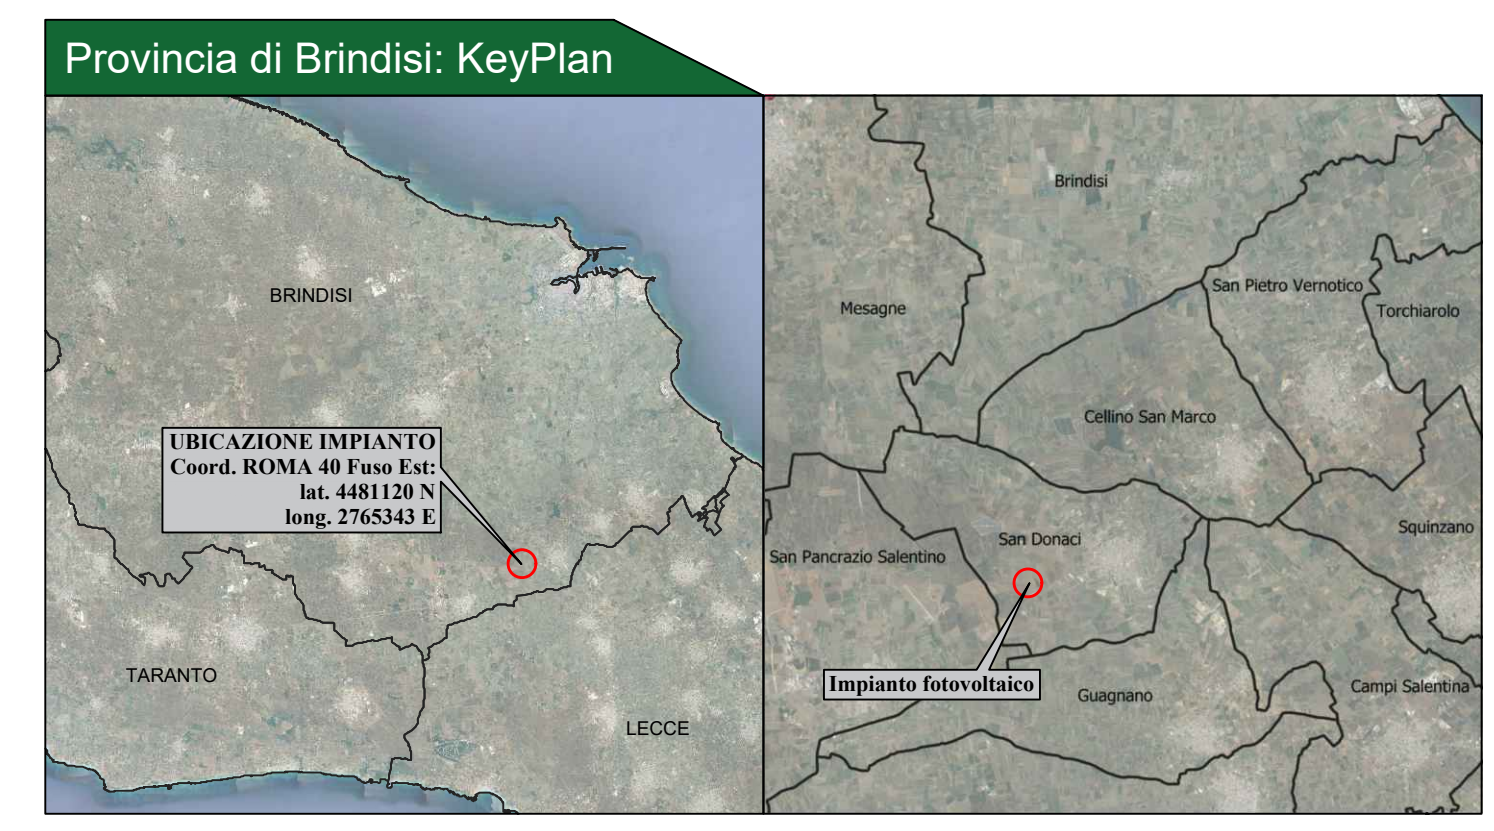 Provincia di Brindisi: KeyPlan
BRINDISI
UBICAZIONE IMPIANTO
Coord. ROMA 40 Fuso Est:
lat. 4481120 N
long. 2765343 E
TARANTO
LECCE
Brindisi
San Pietro Vernotico
Mesagne
Torchiarolo
Cellino San Marco
Squinzano
San Donaci
San Pancrazio Salentino
Impianto fotovoltaico
Guagnano
Campi Salentina